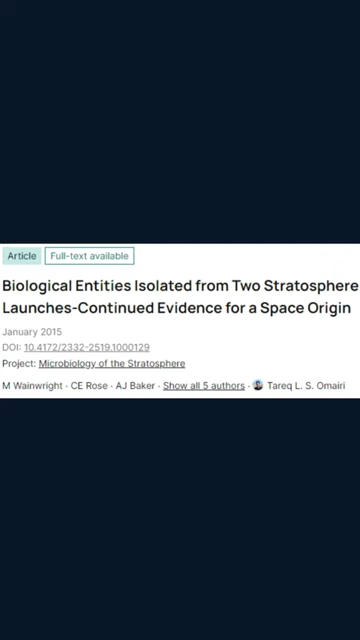 Article Full-text available
Biological Entities Isolated from Two Stratosphere
Launches-Continued Evidence for a Space Origin
January 2015
DOI: 10.4172/2332-2519.1000129
Project: Microbiology of the Stratosphere
M Wainwright · CE Rose · AJ Baker · Show all 5 authors · Tareq L. S. Omairi